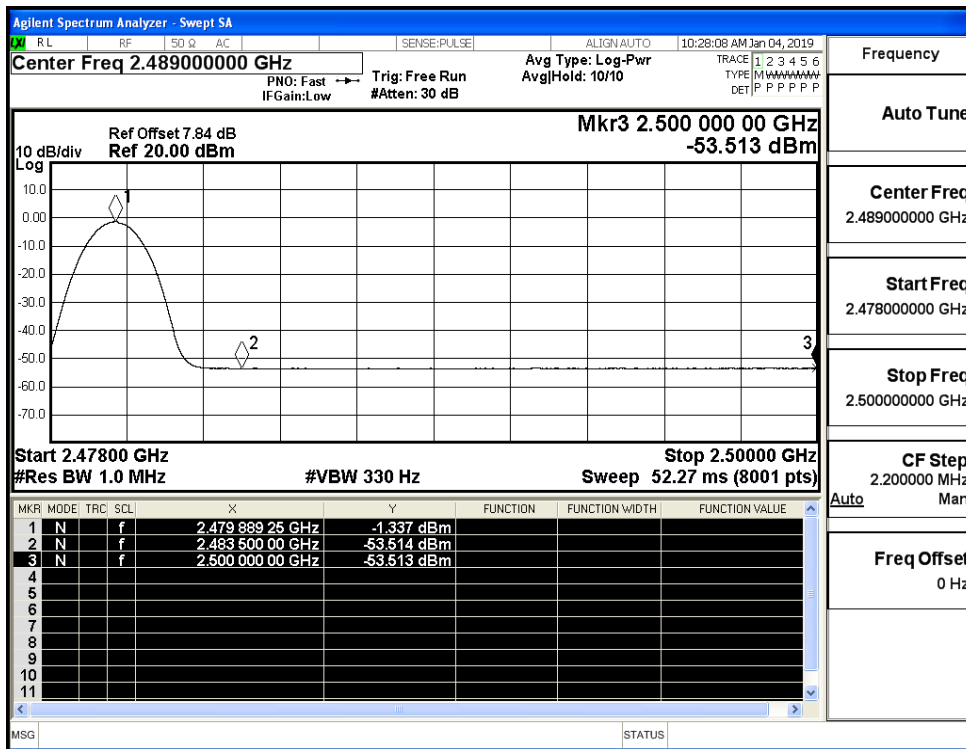 Agilent Spectrum Analyzer - Swept SA
LXI RL RF 50 Ω AC SENSE:PULSE ALIGN AUTO 10:28:08 AM Jan 04, 2019
Center Freq 2.489000000 GHz
PNO: Fast
IFGain:Low
Trig: Free Run
#Atten: 30 dB
Avg Type: Log-Pwr
Avg|Hold: 10/10
TRACE 1 2 3 4 5 6
TYPE M W W W W W
DET P P P P P P
Mkr3 2.500 000 00 GHz
-53.513 dBm
Ref Offset 7.84 dB
10 dB/div Ref 20.00 dBm
Log
10.0
0.00
-10.0
-20.0
-30.0
-40.0
-50.0
-60.0
-70.0
1
2
3
Start 2.47800 GHz Stop 2.50000 GHz
#Res BW 1.0 MHz #VBW 330 Hz Sweep 52.27 ms (8001 pts)
MKR MODE TRC SCL X Y FUNCTION FUNCTION WIDTH FUNCTION VALUE
1 N f 2.479 889 25 GHz -1.337 dBm
2 N f 2.483 500 00 GHz -53.514 dBm
3 N f 2.500 000 00 GHz -53.513 dBm
4
5
6
7
8
9
10
11
MSG STATUS
Frequency
Auto Tune
Center Freq
2.489000000 GHz
Start Freq
2.478000000 GHz
Stop Freq
2.500000000 GHz
CF Step
2.200000 MHz
Auto Man
Freq Offset
0 Hz